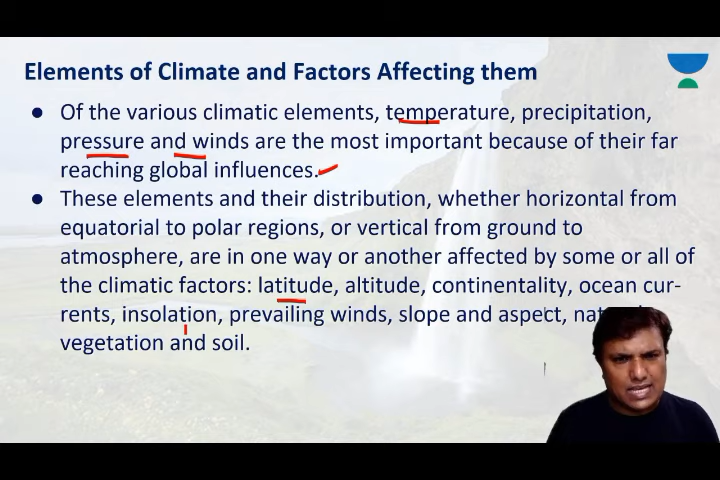 Elements of Climate and Factors Affecting them
● Of the various climatic elements, temperature, precipitation,
pressure and winds are the most important because of their far
reaching global influences.
● These elements and their distribution, whether horizontal from
equatorial to polar regions, or vertical from ground to
atmosphere, are in one way or another affected by some or all of
the climatic factors: latitude, altitude, continentality, ocean cur-
rents, insolation, prevailing winds, slope and aspect,
vegetation and soil.